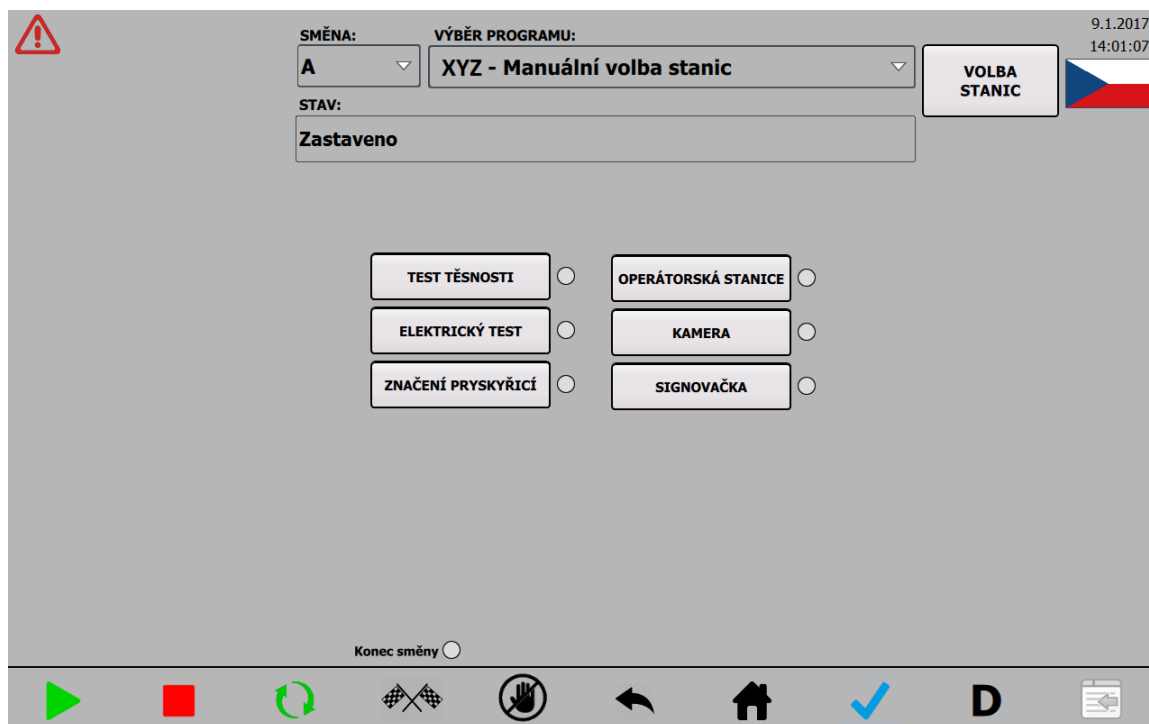 9.1.2017
14:01:07
SMĚNA:
VÝBĚR PROGRAMU:
A
XYZ - Manuální volba stanic
VOLBA
STANIC
STAV:
Zastaveno
TEST TĚSNOSTI
OPERÁTORSKÁ STANICE
ELEKTRICKÝ TEST
KAMERA
ZNAČENÍ PRYSKYŘICÍ
SIGNOVAČKA
Konec směny
D